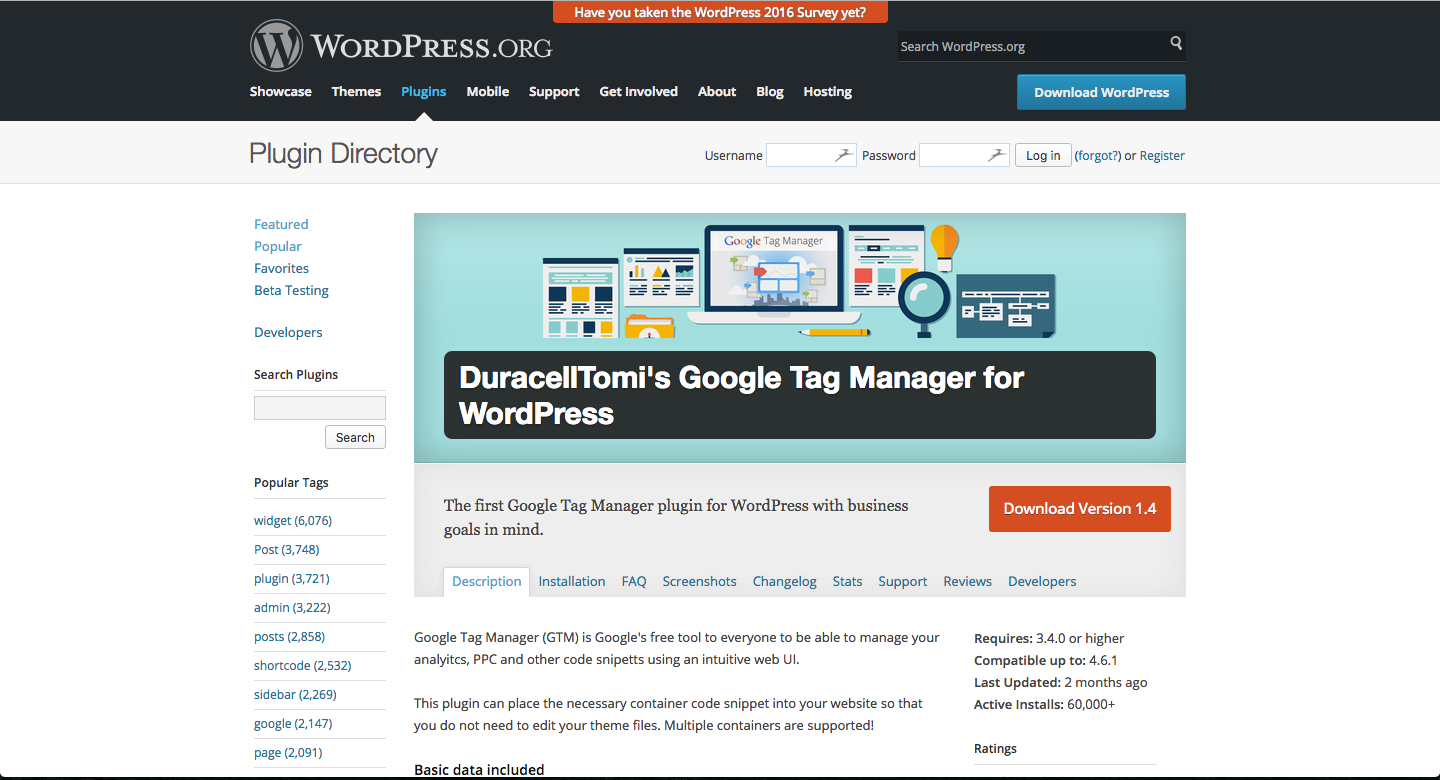 Have you taken the WordPress 2016 Survey yet?
WORDPRESS.ORG
Search WordPress.org
Showcase Themes Plugins Mobile Support Get Involved About Blog Hosting
Download WordPress
Plugin Directory
Username Password Log in (forgot?) or Register
Featured
Popular
Favorites
Beta Testing
Developers
Search Plugins
Search
Popular Tags
widget (6,076)
Post (3,748)
plugin (3,721)
admin (3,222)
posts (2,858)
shortcode (2,532)
sidebar (2,269)
google (2,147)
page (2,091)
Google Tag Manager
DuracellTomi's Google Tag Manager for
WordPress
The first Google Tag Manager plugin for WordPress with business
goals in mind.
Download Version 1.4
Description Installation FAQ Screenshots Changelog Stats Support Reviews Developers
Google Tag Manager (GTM) is Google's free tool to everyone to be able to manage your
analyitcs, PPC and other code snipetts using an intuitive web UI.
This plugin can place the necessary container code snippet into your website so that
you do not need to edit your theme files. Multiple containers are supported!
Basic data included
Requires: 3.4.0 or higher
Compatible up to: 4.6.1
Last Updated: 2 months ago
Active Installs: 60,000+
Ratings